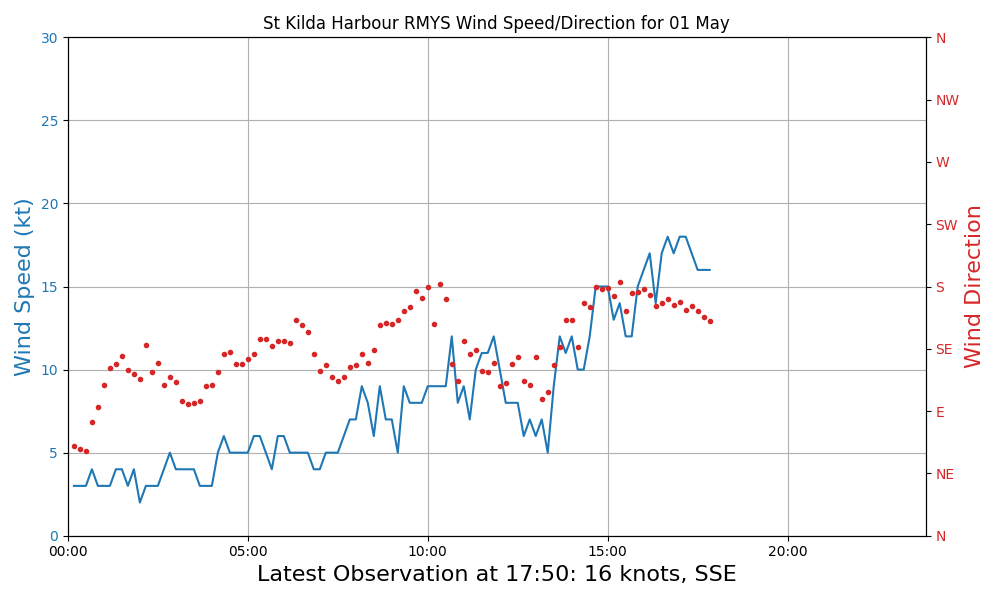 St Kilda Harbour RMYS Wind Speed/Direction for 01 May
30
25
20
15
10
5
0
Wind Speed (kt)
N
NW
W
SW
S
SE
E
NE
N
Wind Direction
00:00 05:00 10:00 15:00 20:00
Latest Observation at 17:50: 16 knots, SSE